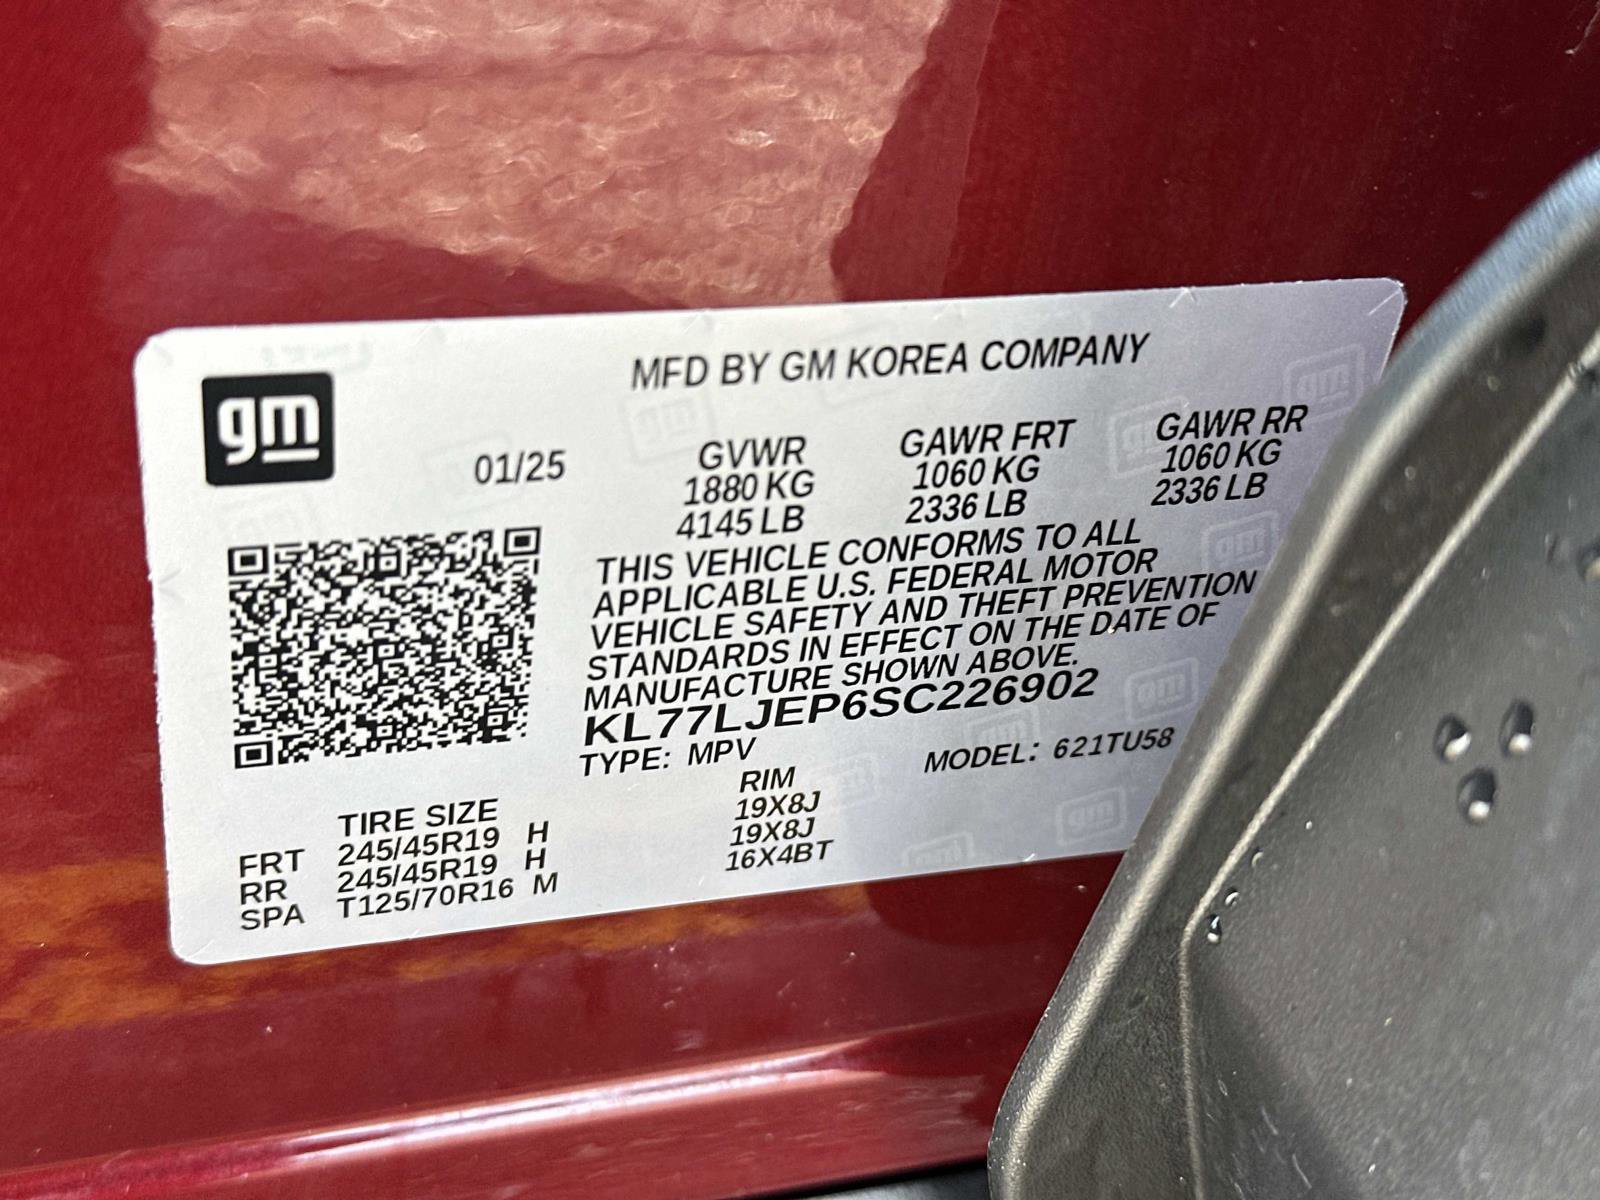 gm
MFD BY GM KOREA COMPANY
01/25
GVWR GAWR FRT GAWR RR
1880 KG 1060 KG 1060 KG
4145 LB 2336 LB 2336 LB
THIS VEHICLE CONFORMS TO ALL
APPLICABLE U.S. FEDERAL MOTOR
VEHICLE SAFETY AND THEFT PREVENTION
STANDARDS IN EFFECT ON THE DATE OF
MANUFACTURE SHOWN ABOVE.
KL77LJEP6SC226902
TYPE: MPV MODEL: 621TU58
TIRE SIZE RIM
FRT 245/45R19 H 19X8J
RR 245/45R19 H 19X8J
SPA T125/70R16 M 16X4BT